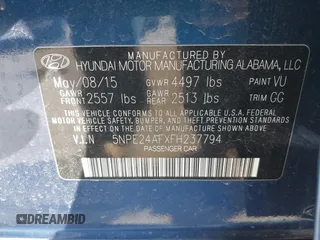 MANUFACTURED BY
HYUNDAI MOTOR MANUFACTURING ALABAMA, LLC
May/08/15 GVWR 4497 lbs PAINT VU
GAWR FRONT 2557 lbs GAWR REAR 2513 lbs TRIM GG
THIS VEHICLE CONFORMS TO ALL APPLICABLE U.S.A. FEDERAL
MOTOR VEHICLE SAFETY, BUMPER, AND THEFT PREVENTION
STANDARDS IN EFFECT ON THE DATE OF MANUFACTURE SHOWN ABOVE.
V.I.N 5NPE24AFXFH237794
PASSENGER CAR
DREAMBID